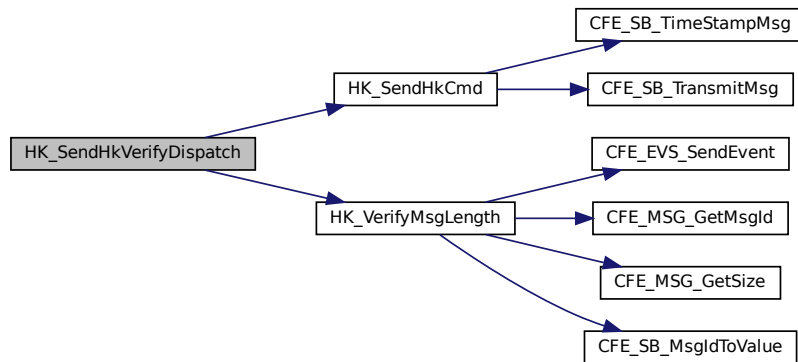 CFE_SB_TimeStampMsg
HK_SendHkCmd
CFE_SB_TransmitMsg
HK_SendHkVerifyDispatch
CFE_EVS_SendEvent
HK_VerifyMsgLength
CFE_MSG_GetMsgId
CFE_MSG_GetSize
CFE_SB_MsgIdToValue